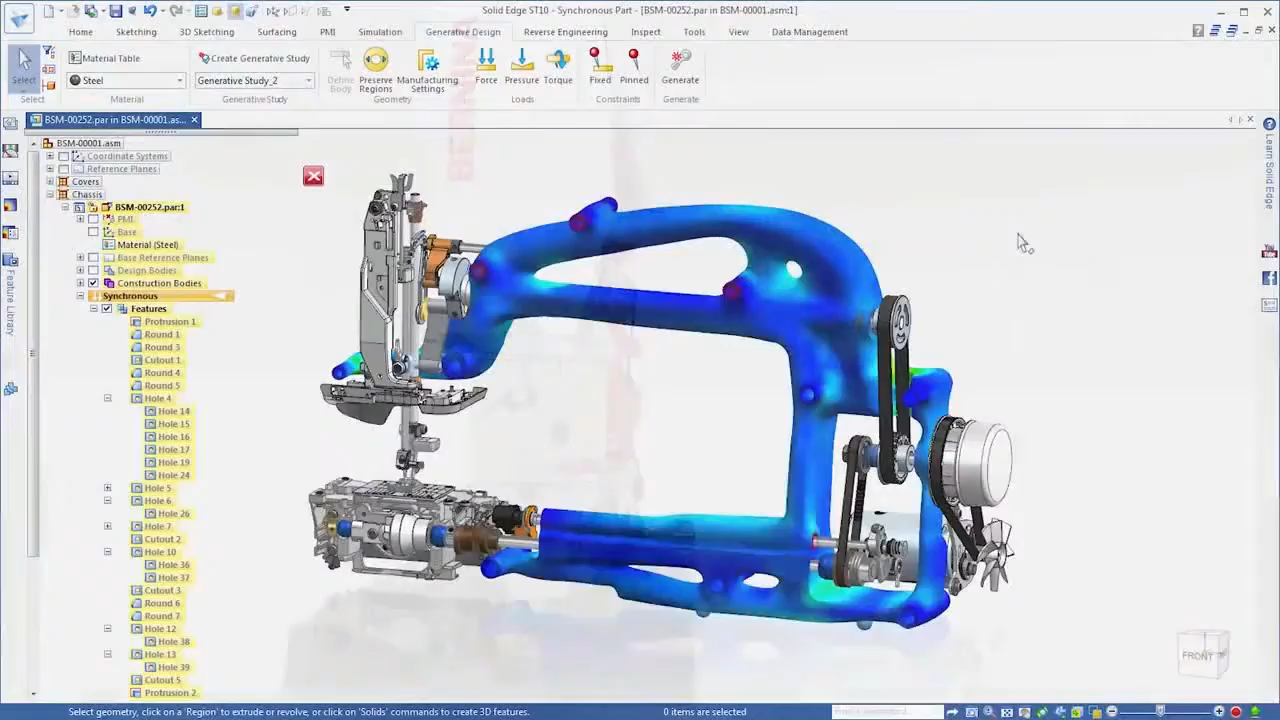 Solid Edge ST10 - Synchronous Part - [BSM-00252.par in BSM-00001.asm:1]
Home Sketching 3D Sketching Surfacing PMI Simulation Generative Design Reverse Engineering Inspect Tools View Data Management
Material Table
Create Generative Study
Steel
Generative Study_2
Select
Define Body
Preserve Regions
Manufacturing Settings
Force
Pressure
Torque
Fixed
Pinned
Generate
Select
Material
Generative Study
Geometry
Loads
Constraints
Generate
BSM-00252.par in BSM-00001.as...
BSM-00001.asm
Coordinate Systems
Reference Planes
Covers
Chassis
BSM-00252.par:1
PMI
Base
Material (Steel)
Base Reference Planes
Design Bodies
Construction Bodies
Synchronous
Features
Protrusion 1
Round 1
Round 3
Cutout 1
Round 4
Round 5
Hole 4
Hole 14
Hole 15
Hole 16
Hole 17
Hole 19
Hole 24
Hole 5
Hole 6
Hole 26
Hole 7
Cutout 2
Hole 10
Hole 36
Hole 37
Cutout 3
Round 6
Round 7
Hole 12
Hole 38
Hole 13
Hole 39
Cutout 5
Protrusion 2
Feature Library
Learn Solid Edge
You
Tube
FRONT
Select geometry, click on a 'Region' to extrude or revolve, or click on 'Solids' commands to create 3D features.
0 items are selected